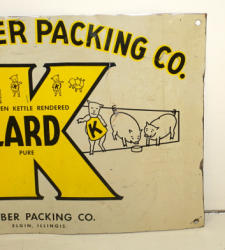 BER PACKING CO.
K
EN KETTLE RENDERED
LARD
PURE
K
BER PACKING CO.
ELGIN, ILLINOIS.